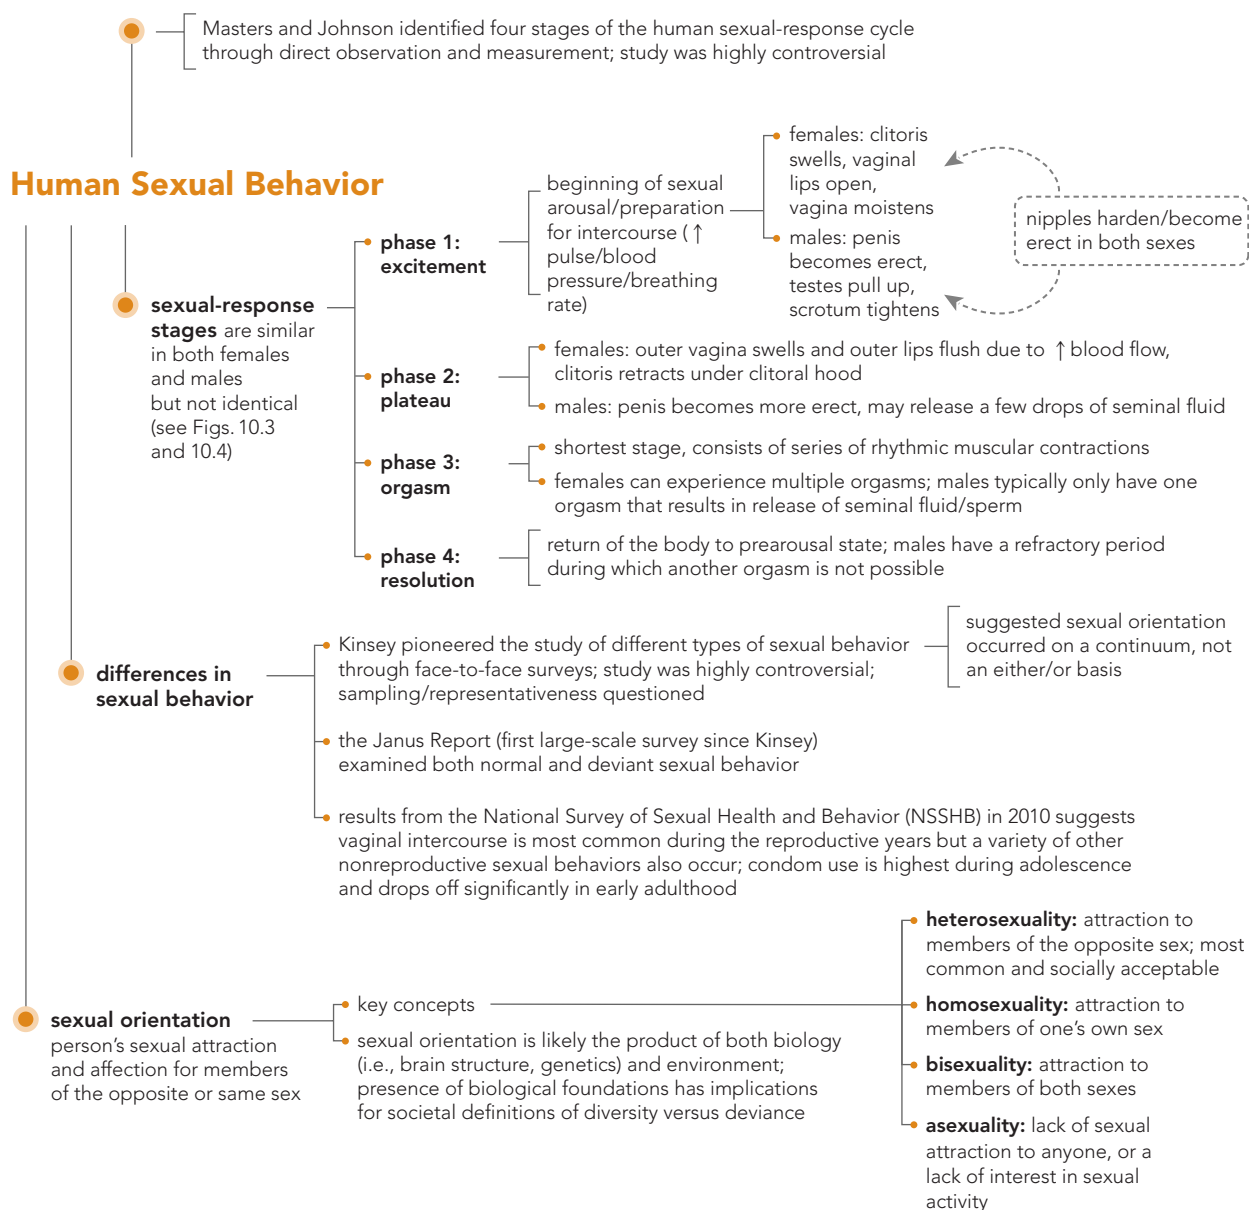 Masters and Johnson identified four stages of the human sexual-response cycle
through direct observation and measurement; study was highly controversial
Human Sexual Behavior
sexual-response
stages are similar
in both females
and males
but not identical
(see Figs. 10.3
and 10.4)
phase 1:
excitement
beginning of sexual
arousal/preparation
for intercourse (↑
pulse/blood
pressure/breathing
rate)
females: clitoris
swells, vaginal
lips open,
vagina moistens
males: penis
becomes erect,
testes pull up,
scrotum tightens
nipples harden/become
erect in both sexes
phase 2:
plateau
females: outer vagina swells and outer lips flush due to ↑ blood flow,
clitoris retracts under clitoral hood
males: penis becomes more erect, may release a few drops of seminal fluid
phase 3:
orgasm
shortest stage, consists of series of rhythmic muscular contractions
females can experience multiple orgasms; males typically only have one
orgasm that results in release of seminal fluid/sperm
phase 4:
resolution
return of the body to prearousal state; males have a refractory period
during which another orgasm is not possible
differences in
sexual behavior
Kinsey pioneered the study of different types of sexual behavior
through face-to-face surveys; study was highly controversial;
sampling/representativeness questioned
suggested sexual orientation
occurred on a continuum, not
an either/or basis
the Janus Report (first large-scale survey since Kinsey)
examined both normal and deviant sexual behavior
results from the National Survey of Sexual Health and Behavior (NSSHB) in 2010 suggests
vaginal intercourse is most common during the reproductive years but a variety of other
nonreproductive sexual behaviors also occur; condom use is highest during adolescence
and drops off significantly in early adulthood
sexual orientation
person's sexual attraction
and affection for members
of the opposite or same sex
key concepts
sexual orientation is likely the product of both biology
(i.e., brain structure, genetics) and environment;
presence of biological foundations has implications
for societal definitions of diversity versus deviance
heterosexuality: attraction to
members of the opposite sex; most
common and socially acceptable
homosexuality: attraction to
members of one's own sex
bisexuality: attraction to
members of both sexes
asexuality: lack of sexual
attraction to anyone, or a
lack of interest in sexual
activity